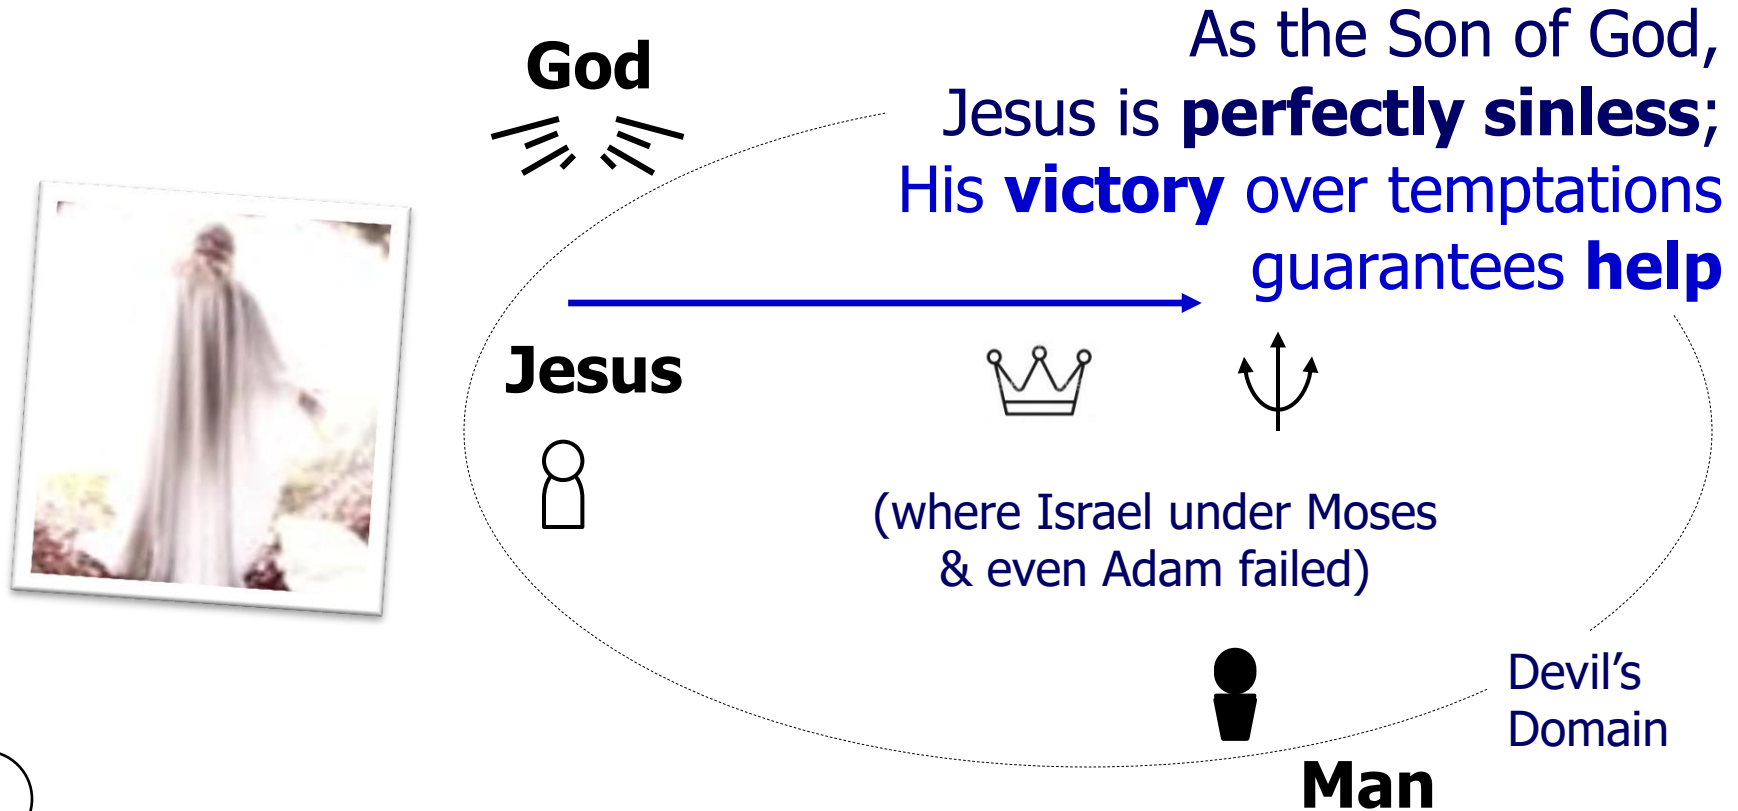 God
As the Son of God,
Jesus is perfectly sinless;
His victory over temptations
guarantees help
Jesus
(where Israel under Moses
& even Adam failed)
Devil’s
Domain
Man